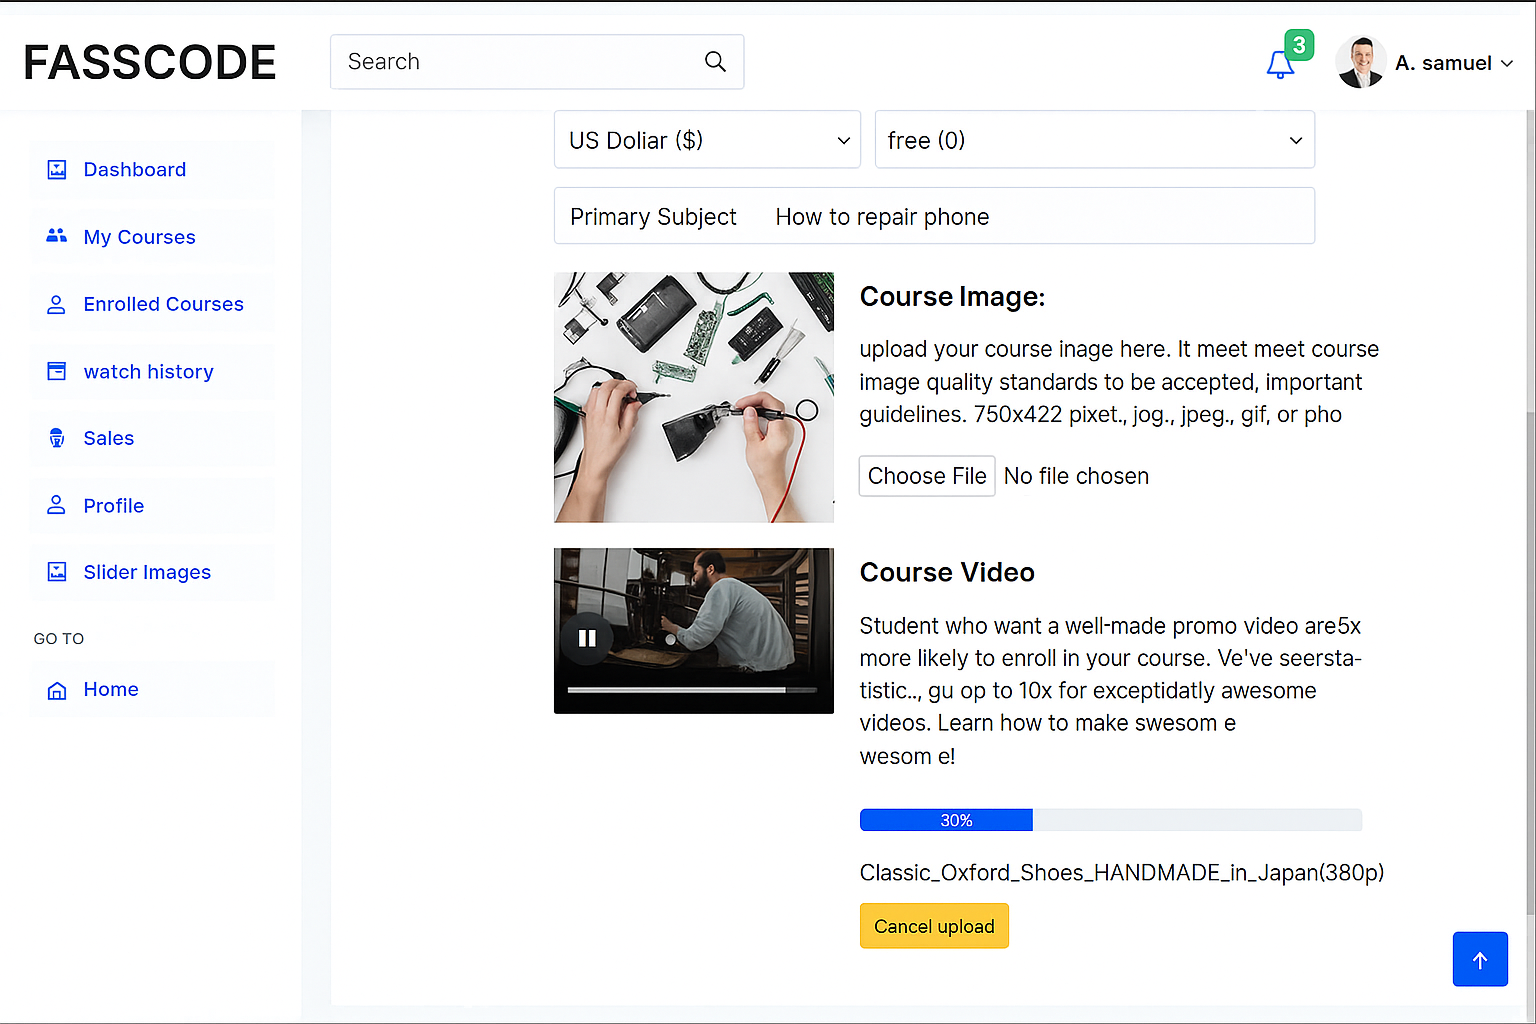 FASSCODE
Search
3
A. samuel
Dashboard
My Courses
Enrolled Courses
watch history
Sales
Profile
Slider Images
GO TO
Home
US Doliar ($)
free (0)
Primary Subject How to repair phone
Course Image:
upload your course inage here. It meet meet course
image quality standards to be accepted, important
guidelines. 750x422 pixet., jog., jpeg., gif, or pho
Choose File No file chosen
Course Video
Student who want a well-made promo video are5x
more likely to enroll in your course. Ve've seersta-
tistic.., gu op to 10x for exceptidatly awesome
videos. Learn how to make swesom e
wesom e!
30%
Classic_Oxford_Shoes_HANDMADE_in_Japan(380p)
Cancel upload